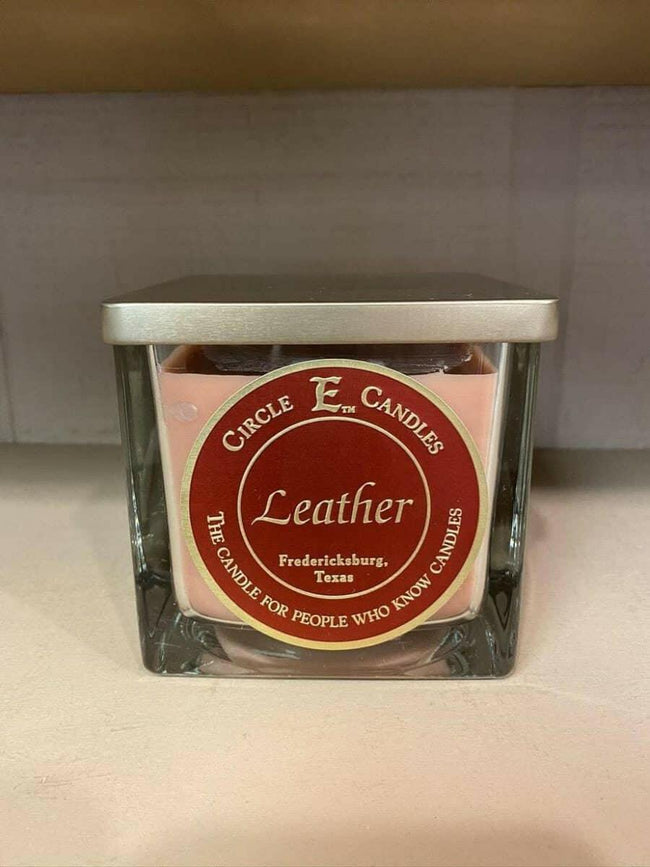 CIRCLE E™ CANDLES
Leather
Fredericksburg,
Texas
THE CANDLE FOR PEOPLE WHO KNOW CANDLES